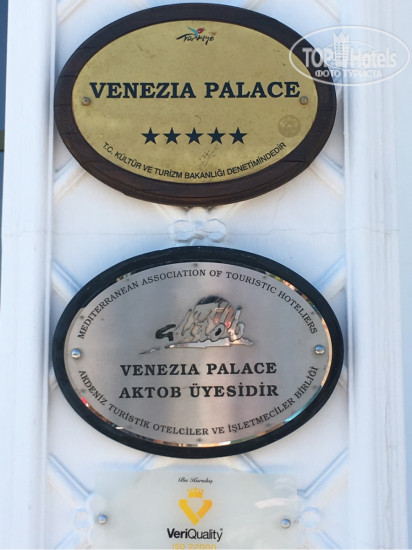 TOP Hotels
ФОТО ТУРИСТА
Türkiye
VENEZIA PALACE
T.C. KÜLTÜR VE TURİZM BAKANLIĞI DENETİMİNDEDİR
MEDITERRANEAN ASSOCIATION OF TOURISTIC HOTELIERS
aktob
VENEZIA PALACE
AKTOB ÜYESİDİR
AKDENİZ TURİSTİK OTELCİLER VE İŞLETMECİLER BİRLİĞİ
Bu Kuruluş
VeriQuality